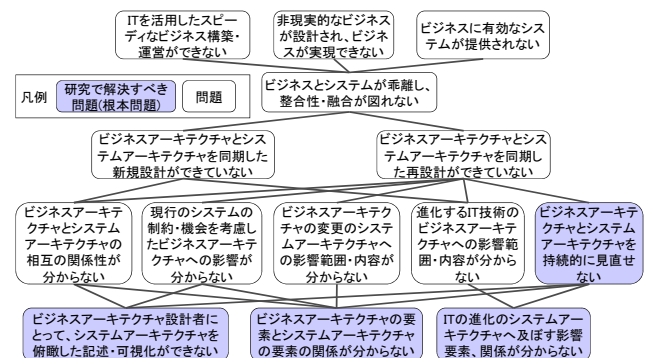 ITを活用したスピー
ディなビジネス構築・
運営ができない
非現実的なビジネス
が設計され、ビジネ
スが実現できない
ビジネスに有効なシス
テムが提供されない
凡例
研究で解決すべき
問題(根本問題)
問題
ビジネスとシステムが乖離し、
整合性・融合が図れない
ビジネスアーキテクチャとシス
テムアーキテクチャを同期した
新規設計ができていない
ビジネスアーキテクチャとシス
テムアーキテクチャを同期し
た再設計ができていない
ビジネスアーキテ
クチャとシステム
アーキテクチャの
相互の関係性が
分からない
現行のシステムの
制約・機会を考慮し
たビジネスアーキテ
クチャへの影響が
分からない
ビジネスアーキテク
チャの変更のシステ
ムアーキテクチャへ
の影響範囲・内容が
分からない
進化するIT技術の
ビジネスアーキテ
クチャへの影響範
囲・内容が分から
ない
ビジネスアーキテ
クチャとシステム
アーキテクチャを
持続的に見直せ
ない
ビジネスアーキテクチャ設計者に
とって、システムアーキテクチャを
俯瞰した記述・可視化ができない
ビジネスアーキテクチャの要
素とシステムアーキテクチャ
の要素の関係が分からない
ITの進化のシステムアー
キテクチャへ及ぼす影響
要素、関係が分からない